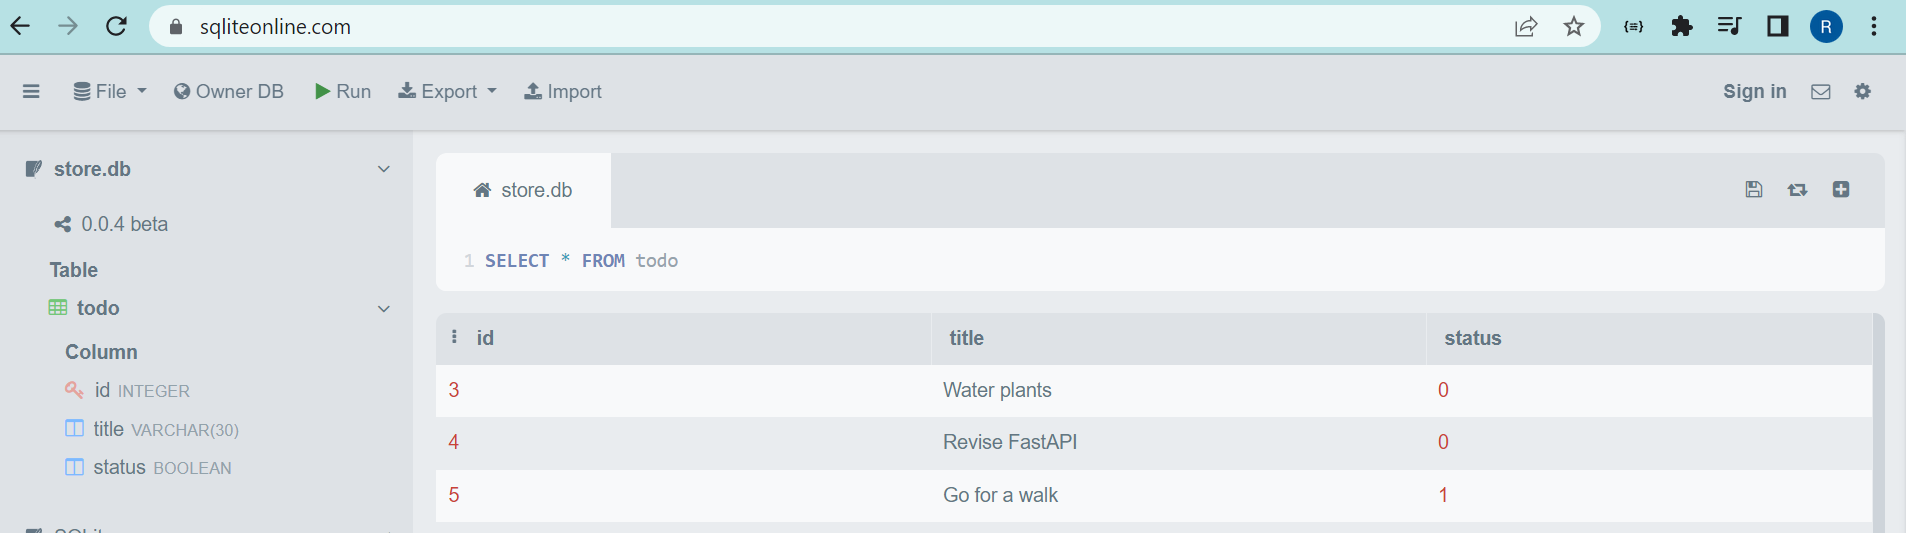 sqliteonline.com
R
File
Owner DB
Run
Export
Import
Sign in
store.db
0.0.4 beta
Table
todo
Column
id INTEGER
title VARCHAR(30)
status BOOLEAN
store.db
1 SELECT * FROM todo
id title status
3 Water plants 0
4 Revise FastAPI 0
5 Go for a walk 1